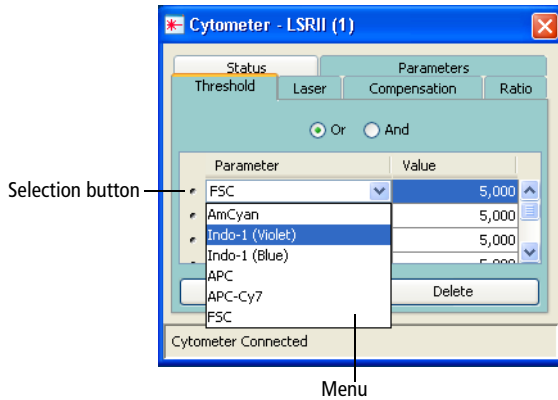 Cytometer - LSRII (1)
Status Parameters
Threshold Laser Compensation Ratio
Or And
Parameter Value
Selection button
FSC 5,000
AmCyan 5,000
Indo-1 (Violet) 5,000
Indo-1 (Blue)
APC
APC-Cy7 Delete
FSC
Cytometer Connected
Menu